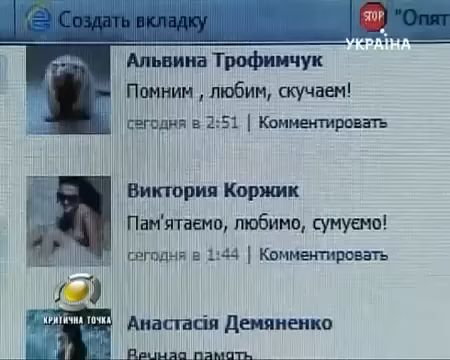 Создать вкладку
"Опят
STOP
УКРАЇНА
Альвина Трофимчук
Помним , любим, скучаем!
сегодня в 2:51 | Комментировать
Виктория Коржик
Пам'ятаємо, любимо, сумуємо!
сегодня в 1:44 | Комментировать
КРИТИЧНА ТОЧКА
Анастасія Демяненко
Вечная память